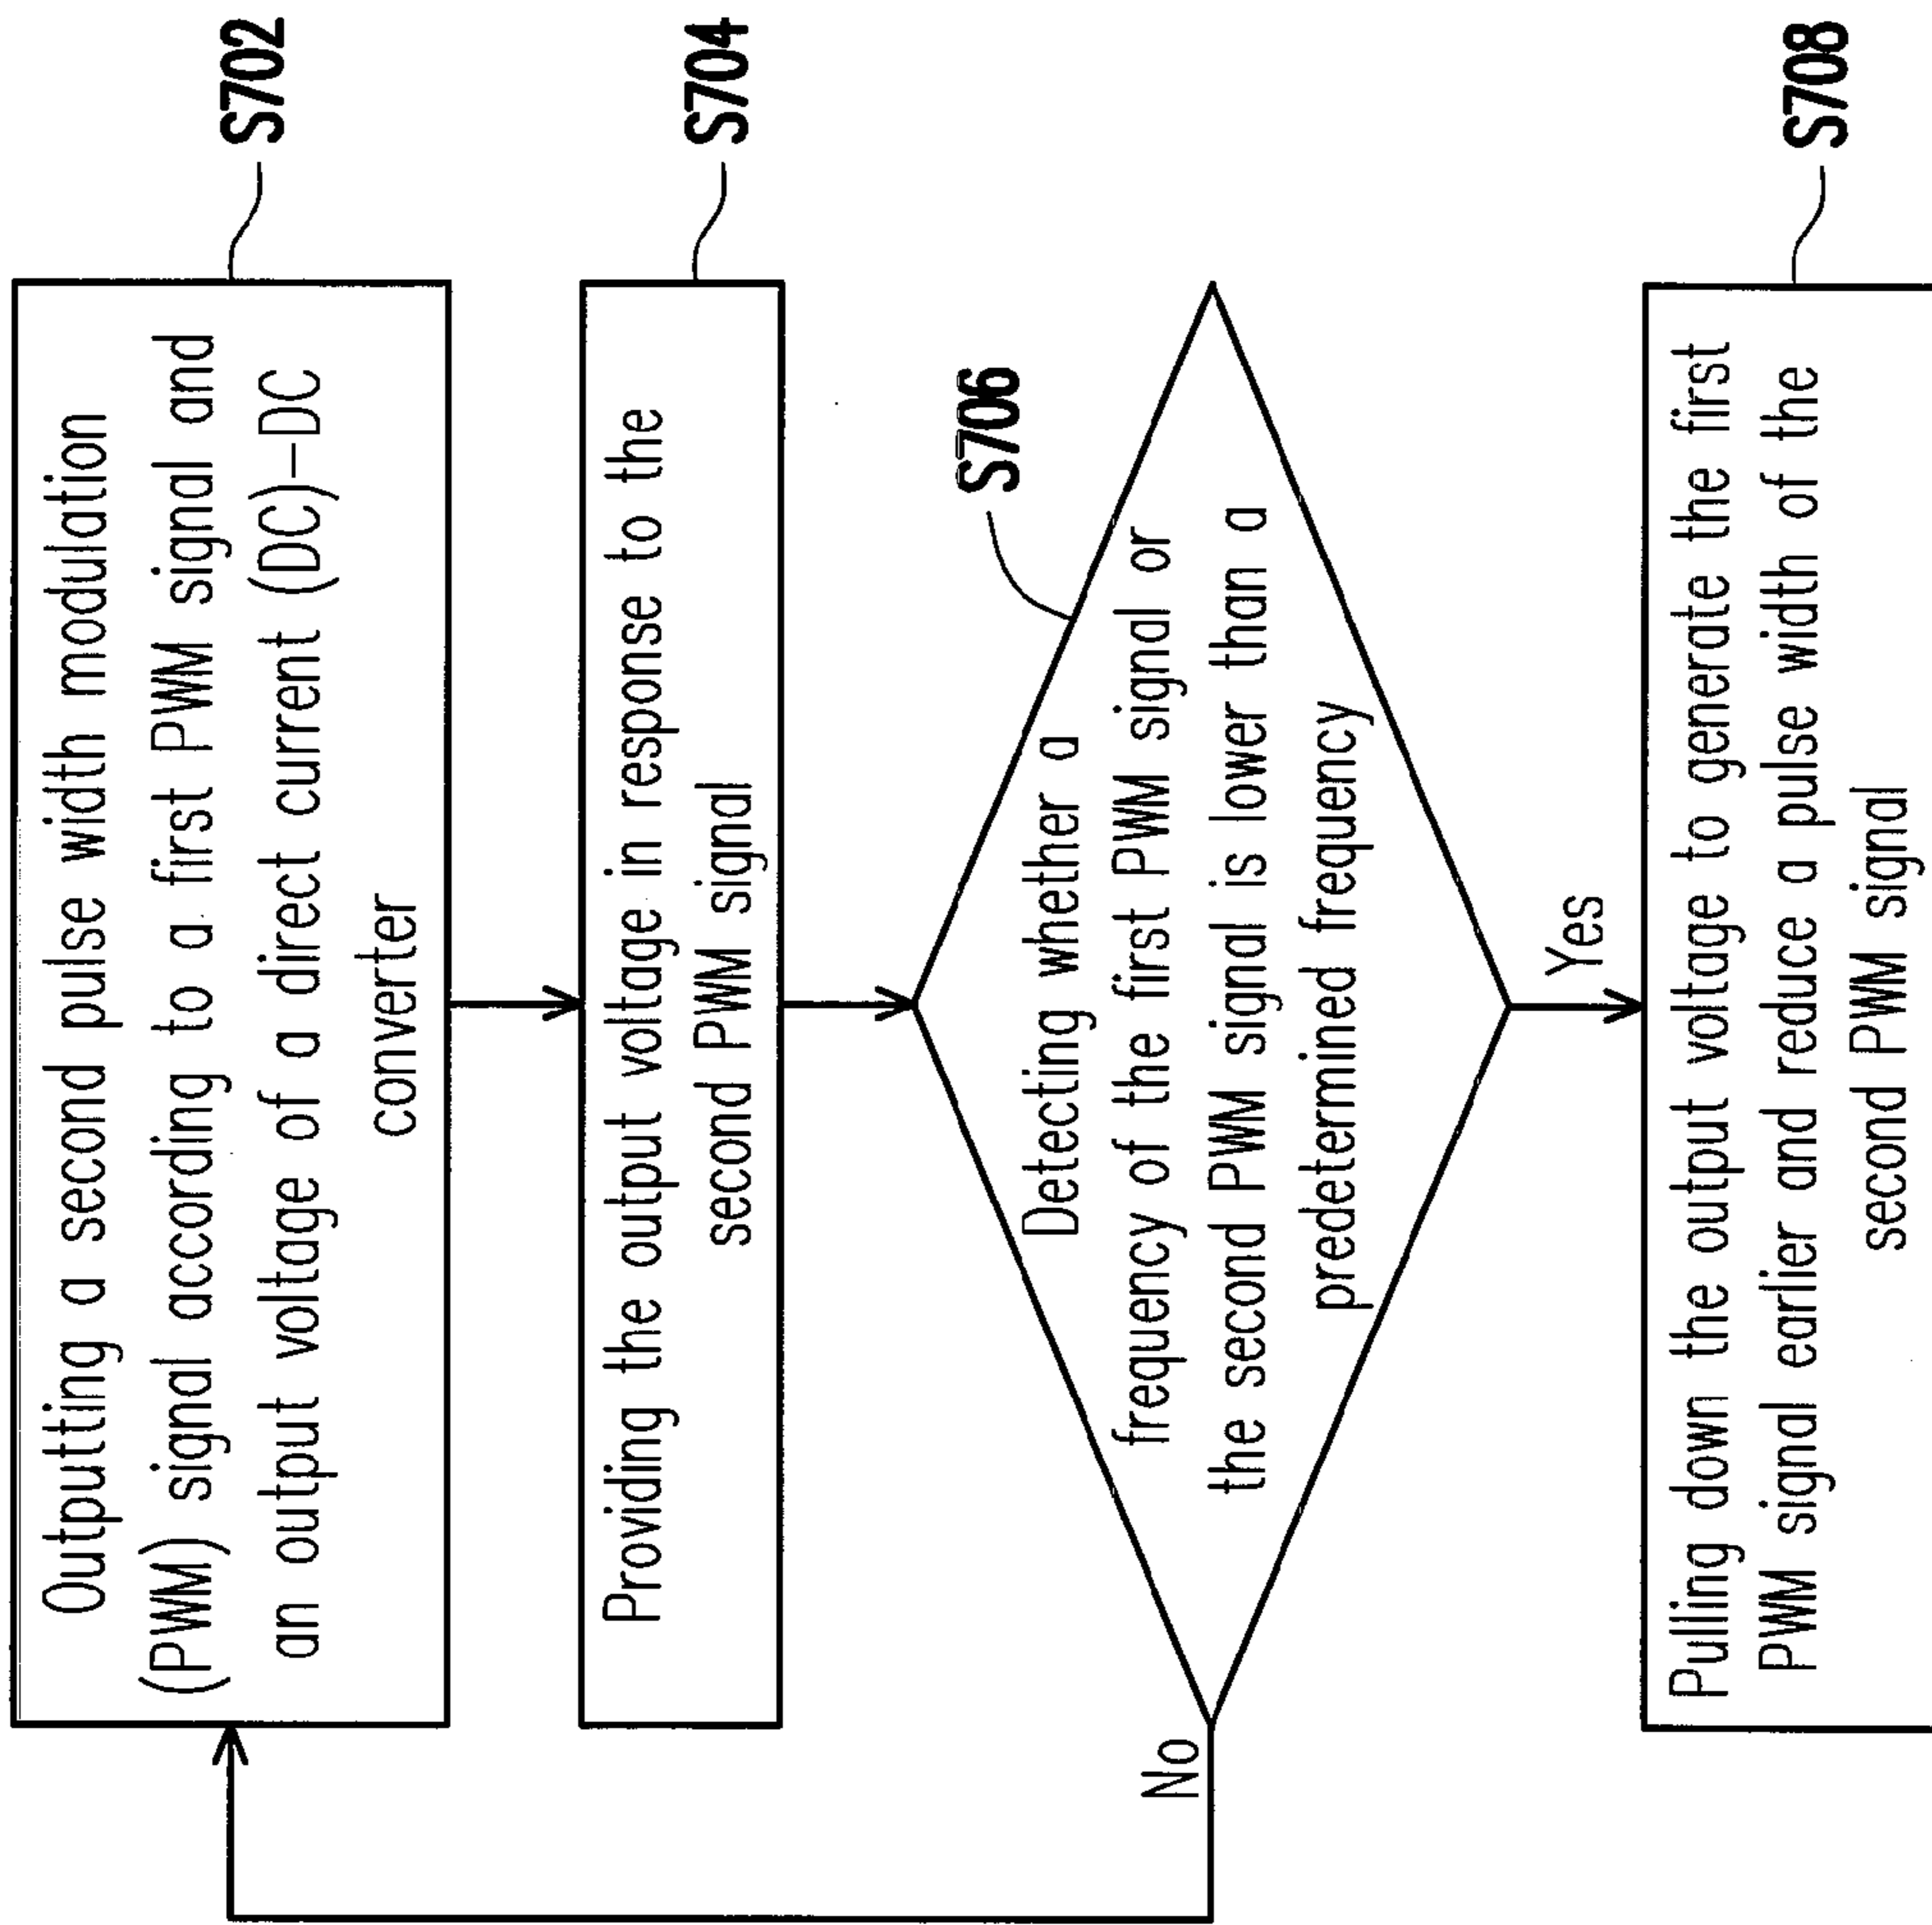 Outputting a second pulse width modulation
(PWM) signal according to a first PWM signal and
an output voltage of a direct current (DC)-DC
converter
S702
Providing the output voltage in response to the
second PWM signal
S704
S706
Detecting whether a
frequency of the first PWM signal or
the second PWM signal is lower than a
predetermined frequency
No
Yes
Pulling down the output voltage to generate the first
PWM signal earlier and reduce a pulse width of the
second PWM signal
S708